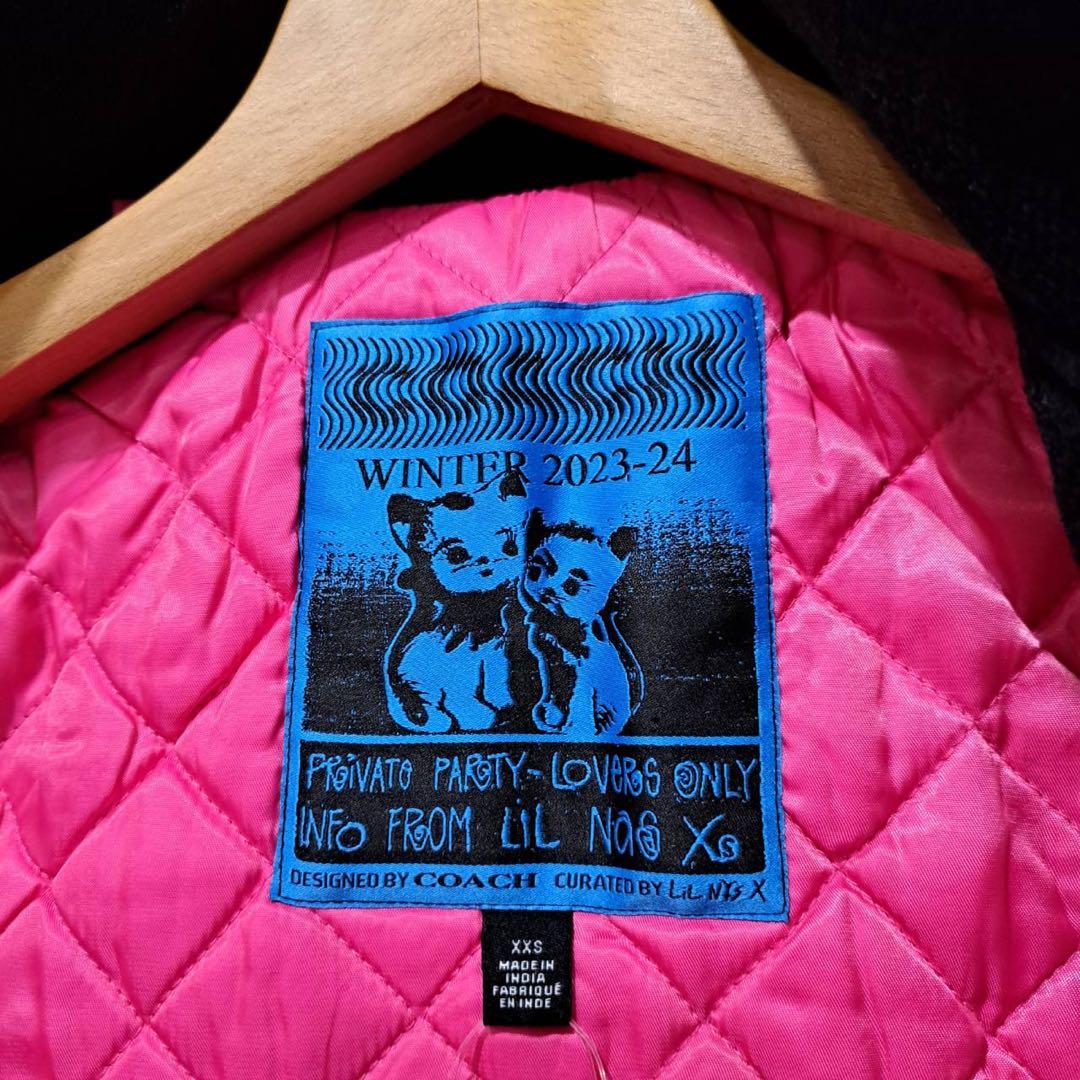 WINTER 2023-24
PRiVATe PARTY - LOVeRS ONLY
iNFo FROM LiL NaS Xs
DESIGNED BY COACH CURATED BY LiL NAS X
XXS
MADE IN
INDIA
FABRIQUÉ
EN INDE